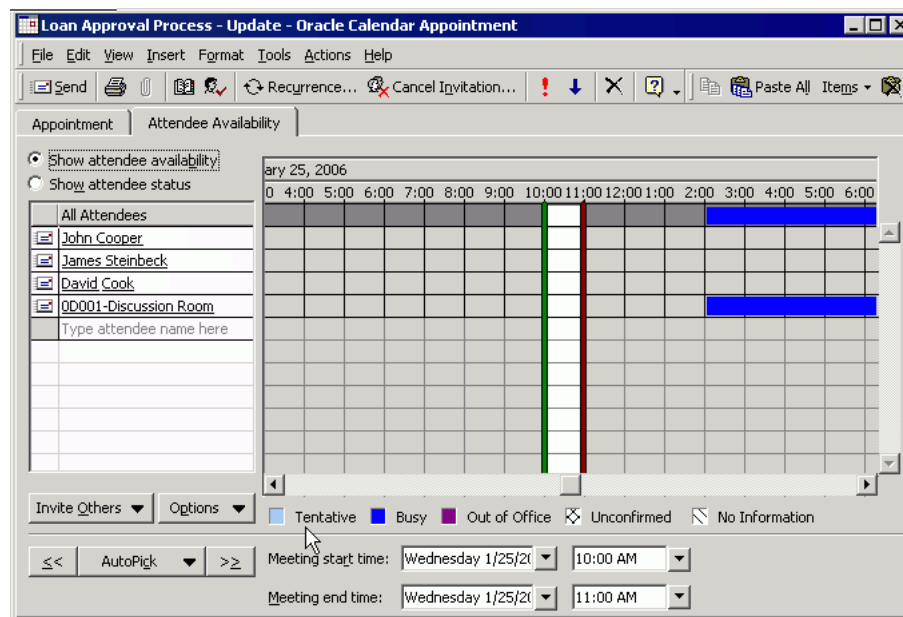 Loan Approval Process - Update - Oracle Calendar Appointment
File Edit View Insert Format Tools Actions Help
Send Recurrence... Cancel Invitation... Paste All Items
Appointment Attendee Availability
Show attendee availability
Show attendee status
ary 25, 2006
0 4:00 5:00 6:00 7:00 8:00 9:00 10:00 11:00 12:00 1:00 2:00 3:00 4:00 5:00 6:00
All Attendees
John Cooper
James Steinbeck
David Cook
0D001-Discussion Room
Type attendee name here
Invite Others Options
Tentative Busy Out of Office Unconfirmed No Information
<< AutoPick >>
Meeting start time: Wednesday 1/25/2( 10:00 AM
Meeting end time: Wednesday 1/25/2( 11:00 AM